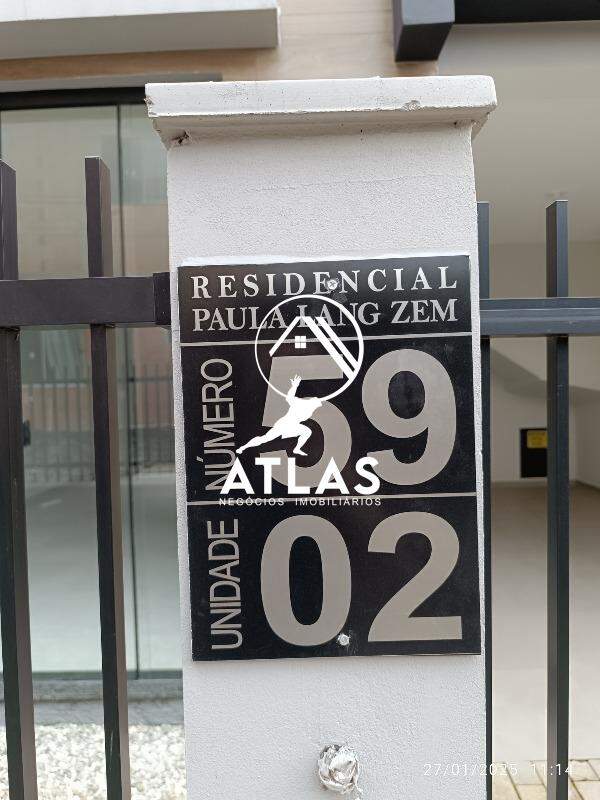 RESIDENCIAL
PAULA LANG ZEM
NÚMERO 59
ATLAS
NEGÓCIOS IMOBILIÁRIOS
UNIDADE 02
27/01/2025 11:14